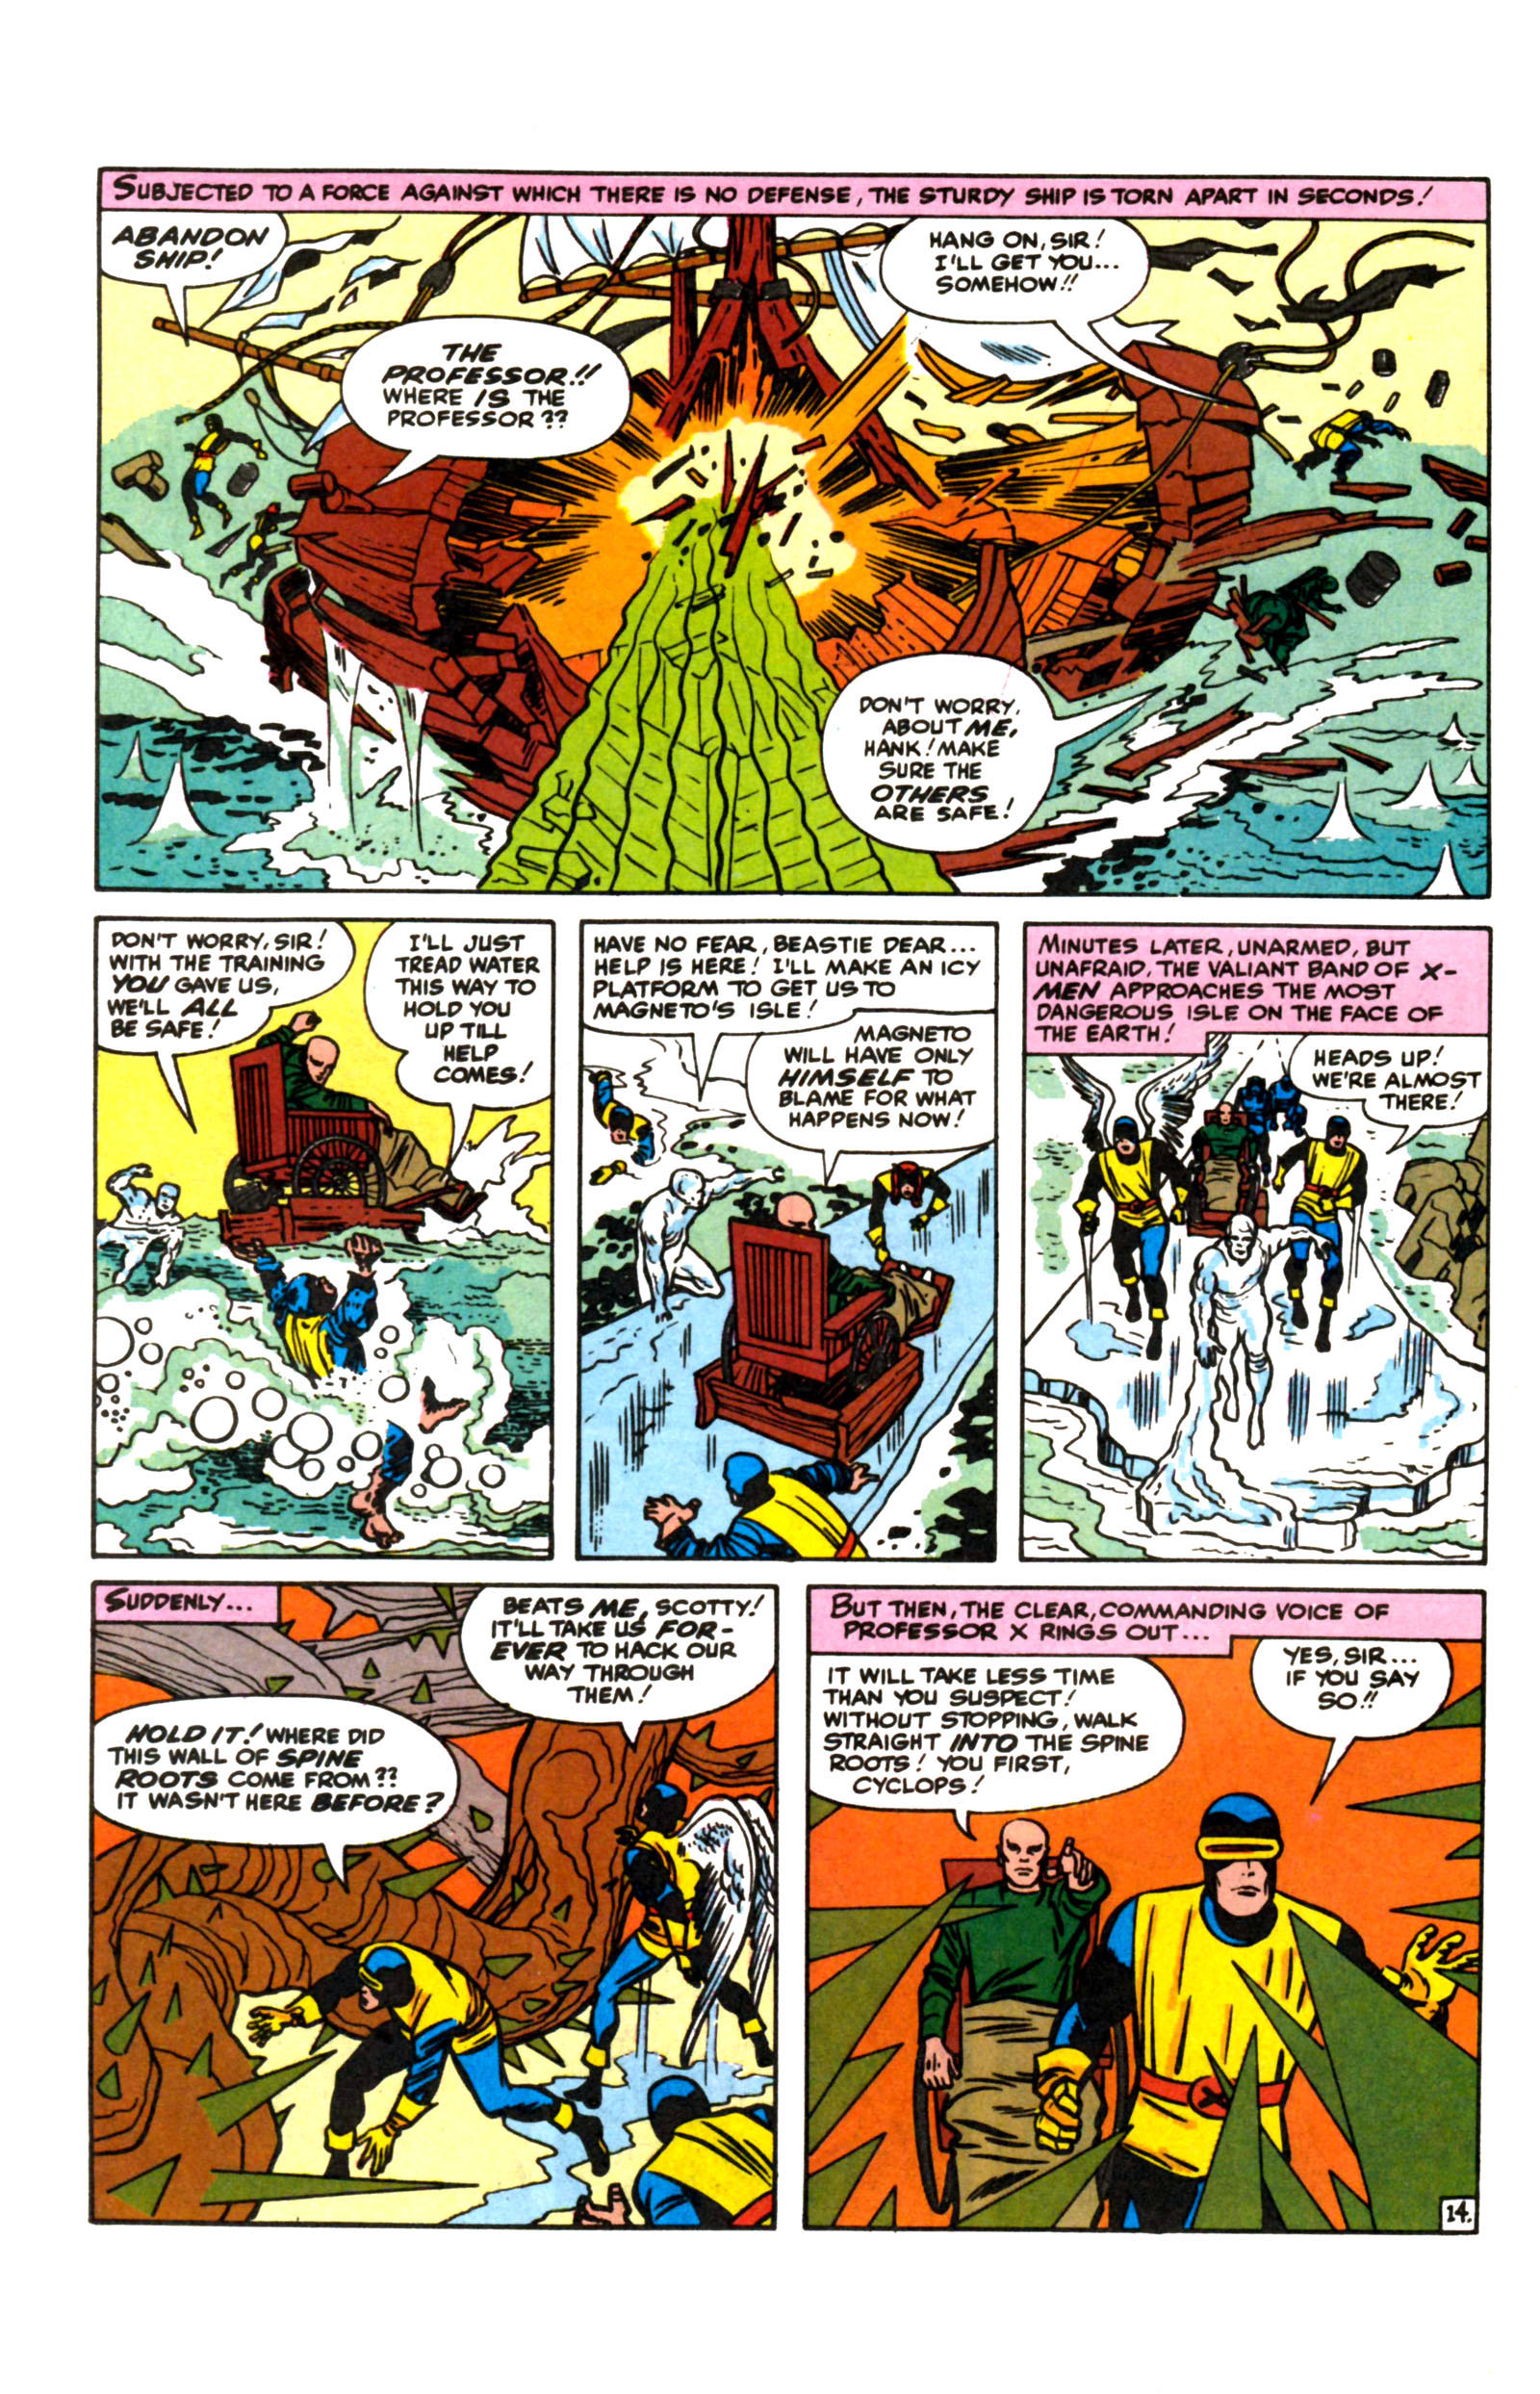 SUBJECTED TO A FORCE AGAINST WHICH THERE IS NO DEFENSE, THE STURDY SHIP IS TORN APART IN SECONDS!
ABANDON
SHIP!
THE
PROFESSOR!!
WHERE IS THE
PROFESSOR??
HANG ON, SIR!
I'LL GET YOU...
SOMEHOW!!
DON'T WORRY,
ABOUT ME,
HANK! MAKE
SURE THE
OTHERS
ARE SAFE!
DON'T WORRY, SIR!
WITH THE TRAINING
YOU GAVE US,
WE'LL ALL
BE SAFE!
I'LL JUST
TREAD WATER
THIS WAY TO
HOLD YOU
UP TILL
HELP
COMES!
HAVE NO FEAR, BEASTIE DEAR...
HELP IS HERE! I'LL MAKE AN ICY
PLATFORM TO GET US TO
MAGNETO'S ISLE!
MAGNETO
WILL HAVE ONLY
HIMSELF TO
BLAME FOR WHAT
HAPPENS NOW!
MINUTES LATER, UNARMED, BUT
UNAFRAID, THE VALIANT BAND OF X-
MEN APPROACHES THE MOST
DANGEROUS ISLE ON THE FACE OF
THE EARTH!
HEADS UP!
WE'RE ALMOST
THERE!
SUDDENLY...
HOLD IT! WHERE DID
THIS WALL OF SPINE
ROOTS COME FROM??
IT WASN'T HERE BEFORE?
BEATS ME, SCOTTY!
IT'LL TAKE US FOR-
EVER TO HACK OUR
WAY THROUGH
THEM!
BUT THEN, THE CLEAR, COMMANDING VOICE OF
PROFESSOR X RINGS OUT...
IT WILL TAKE LESS TIME
THAN YOU SUSPECT!
WITHOUT STOPPING, WALK
STRAIGHT INTO THE SPINE
ROOTS! YOU FIRST,
CYCLOPS!
YES, SIR...
IF YOU SAY
SO!!
14.